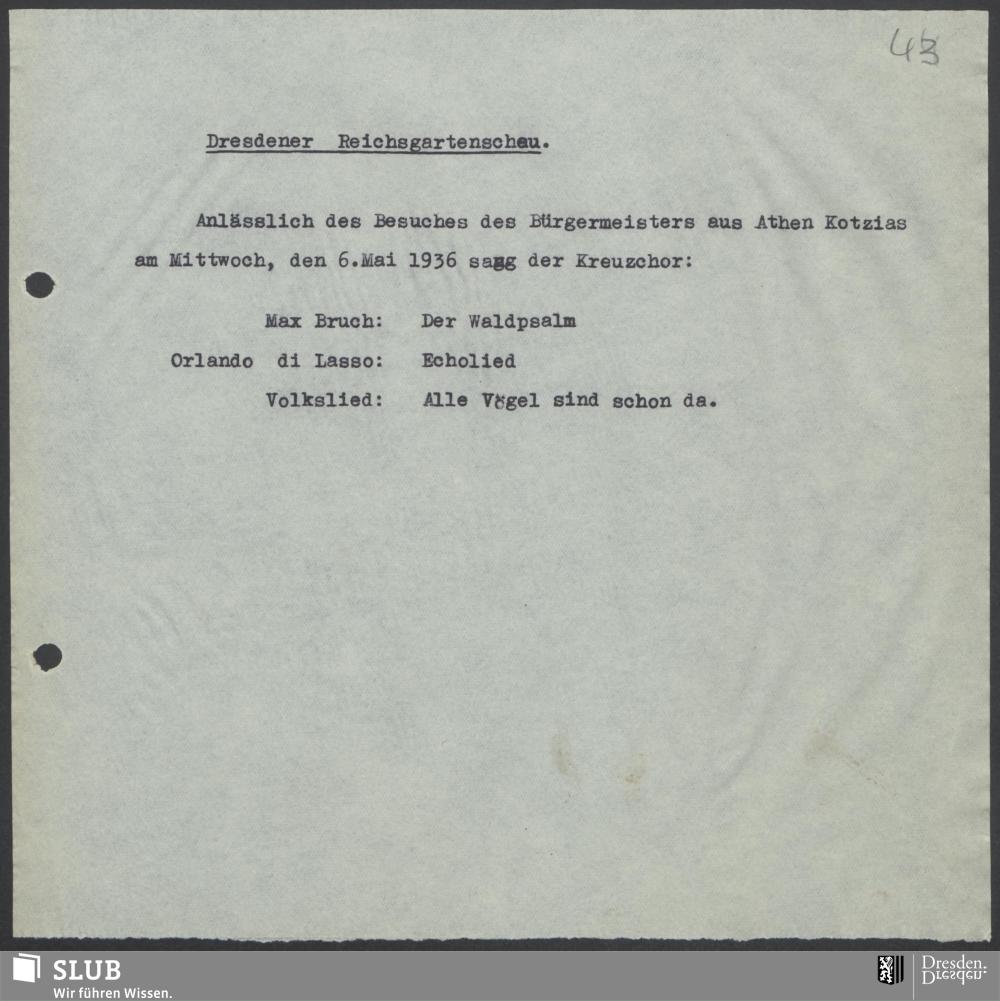 43
Dresdener Reichsgartenschau.
Anlässlich des Besuches des Bürgermeisters aus Athen Kotzias
am Mittwoch, den 6.Mai 1936 sang der Kreuzchor:
Max Bruch: Der Waldpsalm
Orlando di Lasso: Echolied
Volkslied: Alle Vögel sind schon da.
SLUB
Wir führen Wissen.
Dresden.
Dresden.